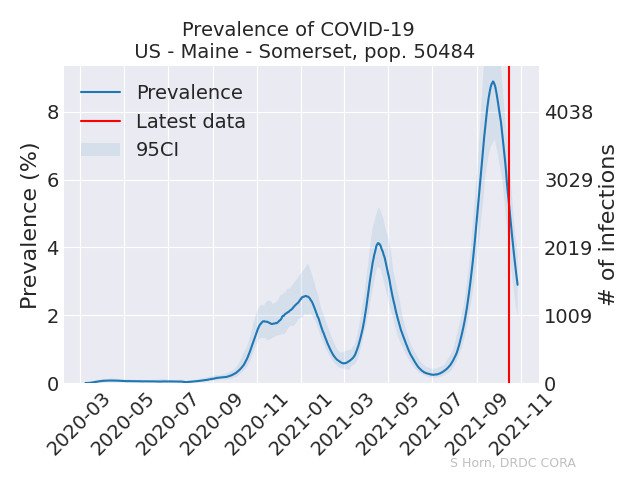 Prevalence of COVID-19
US - Maine - Somerset, pop. 50484
Prevalence
Latest data
95CI
Prevalence (%)
8
6
4
2
0
4038
3029
2019
1009
0
# of infections
2020-03
2020-05
2020-07
2020-09
2020-11
2021-01
2021-03
2021-05
2021-07
2021-09
2021-11
S Horn, DRDC CORA